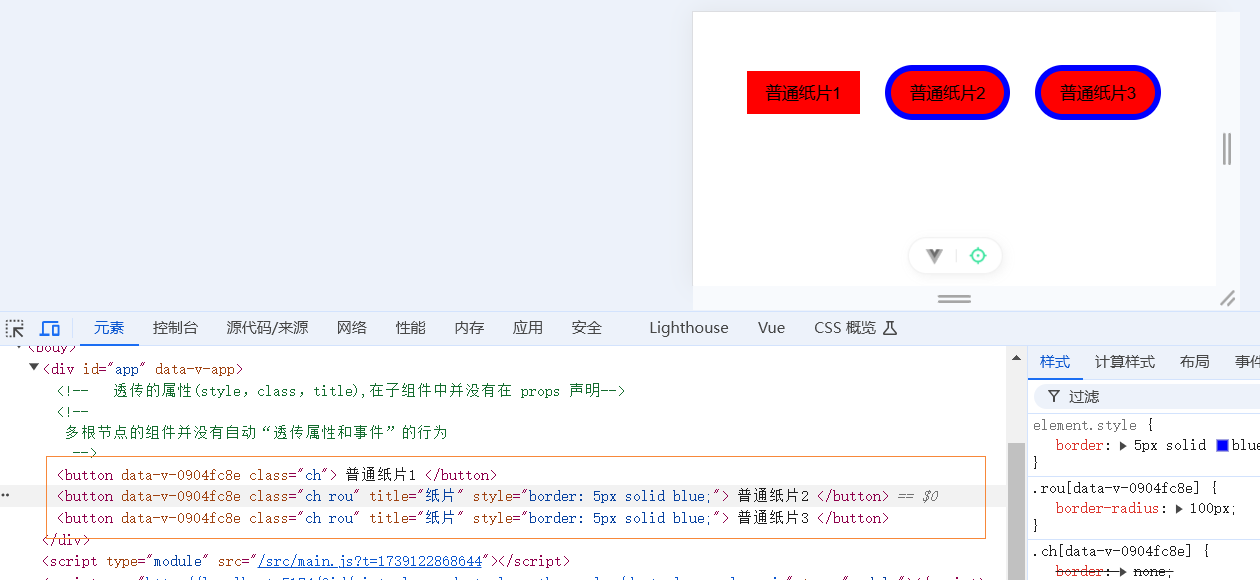 普通纸片1 普通纸片2 普通纸片3
元素 控制台 源代码/来源 网络 性能 内存 应用 安全 Lighthouse Vue CSS 概览
<body>
<div id="app" data-v-app>
<!-- 透传的属性(style，class，title),在子组件中并没有在 props 声明-->
<!--
多根节点的组件并没有自动“透传属性和事件”的行为
-->
<button data-v-0904fc8e class="ch"> 普通纸片1 </button>
<button data-v-0904fc8e class="ch rou" title="纸片" style="border: 5px solid blue;"> 普通纸片2 </button> == $0
<button data-v-0904fc8e class="ch rou" title="纸片" style="border: 5px solid blue;"> 普通纸片3 </button>
</div>
<script type="module" src="/src/main.js?t=1739122868644"></script>
样式 计算样式 布局 事件
过滤
element.style {
border: 5px solid blue
}
.rou[data-v-0904fc8e] {
border-radius: 100px;
}
.ch[data-v-0904fc8e] {
border: none;